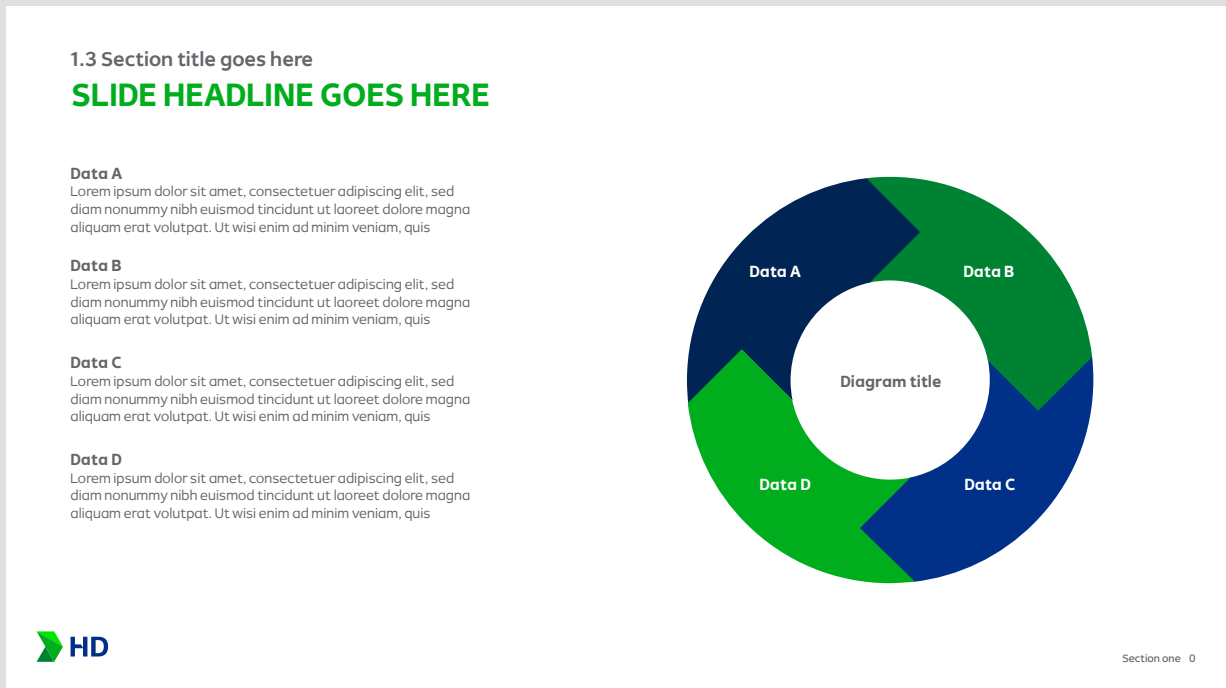 1.3 Section title goes here
SLIDE HEADLINE GOES HERE
Data A
Lorem ipsum dolor sit amet, consectetuer adipiscing elit, sed
diam nonummy nibh euismod tincidunt ut laoreet dolore magna
aliquam erat volutpat. Ut wisi enim ad minim veniam, quis
Data B
Lorem ipsum dolor sit amet, consectetuer adipiscing elit, sed
diam nonummy nibh euismod tincidunt ut laoreet dolore magna
aliquam erat volutpat. Ut wisi enim ad minim veniam, quis
Data C
Lorem ipsum dolor sit amet, consectetuer adipiscing elit, sed
diam nonummy nibh euismod tincidunt ut laoreet dolore magna
aliquam erat volutpat. Ut wisi enim ad minim veniam, quis
Data D
Lorem ipsum dolor sit amet, consectetuer adipiscing elit, sed
diam nonummy nibh euismod tincidunt ut laoreet dolore magna
aliquam erat volutpat. Ut wisi enim ad minim veniam, quis
Data A
Data B
Diagram title
Data D
Data C
HD
Section one 0